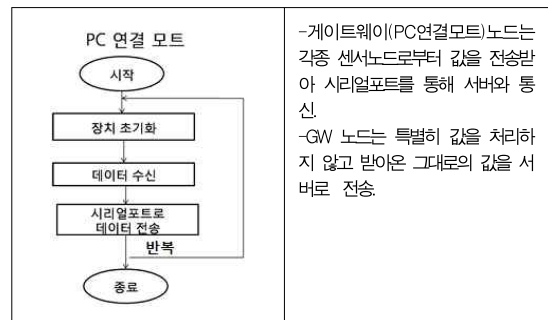 PC 연결 모트
시작
장치 초기화
데이터 수신
시리얼포트로
데이터 전송
반복
종료
-게이트웨이(PC연결모트)노드는
각종 센서노드로부터 값을 전송받
아 시리얼포트를 통해 서버와 통
신.
-GW 노드는 특별히 값을 처리하
지 않고 받아온 그대로의 값을 서
버로 전송.